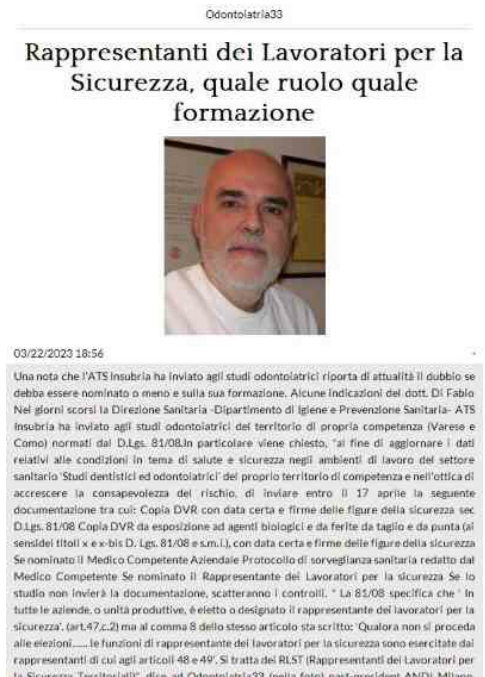 Odontoiatria33
Rappresentanti dei Lavoratori per la
Sicurezza, quale ruolo quale
formazione
03/22/2023 18:56
Una nota che l'ATS Insubria ha inviato agli studi odontoiatrici riporta di attualità il dubbio se
debba essere nominato o meno e sulla sua formazione. Alcune indicazioni del dott. Di Fabio
Nei giorni scorsi la Direzione Sanitaria -Dipartimento di Igiene e Prevenzione Sanitaria- ATS
Insubria ha inviato agli studi odontoiatrici del territorio di propria competenza (Varese e
Como) normati dal D.Lgs. 81/08.In particolare viene chiesto, "al fine di aggiornare i dati
relativi alle condizioni in tema di salute e sicurezza negli ambienti di lavoro del settore
sanitario 'Studi dentistici ed odontoiatrici' del proprio territorio di competenza e nell'ottica di
accrescere la consapevolezza del rischio, di inviare entro il 17 aprile la seguente
documentazione tra cui: Copia DVR con data certa e firme delle figure della sicurezza sec
D.Lgs. 81/08 Copia DVR da esposizione ad agenti biologici e da ferite da taglio e da punta (ai
sensidei titoli x e x-bis D. Lgs. 81/08 e s.m.i.), con data certa e firme delle figure della sicurezza
Se nominato il Medico Competente Aziendale Protocollo di sorveglianza sanitaria redatto dal
Medico Competente Se nominato il Rappresentante dei Lavoratori per la sicurezza Se lo
studio non invierà la documentazione, scatteranno i controlli. " La 81/08 specifica che ' In
tutte le aziende, o unità produttive, è eletto o designato il rappresentante dei lavoratori per la
sicurezza'. (art.47,c.2) ma al comma 8 dello stesso articolo sta scritto: 'Qualora non si proceda
alle elezioni...... le funzioni di rappresentante dei lavoratori per la sicurezza sono esercitate dai
rappresentanti di cui agli articoli 48 e 49'. Si tratta dei RLST (Rappresentanti dei Lavoratori per
la Sicurezza Territoriali)", dice ad Odontoiatria33 (nella foto) past-president ANDI Milano